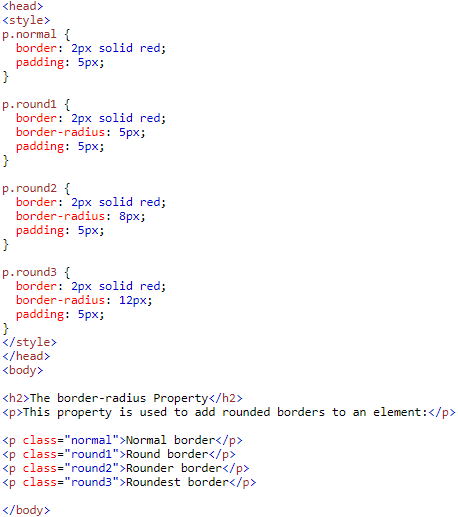 <head>
<style>
p.normal {
  border: 2px solid red;
  padding: 5px;
}

p.round1 {
  border: 2px solid red;
  border-radius: 5px;
  padding: 5px;
}

p.round2 {
  border: 2px solid red;
  border-radius: 8px;
  padding: 5px;
}

p.round3 {
  border: 2px solid red;
  border-radius: 12px;
  padding: 5px;
}
</style>
</head>
<body>

<h2>The border-radius Property</h2>
<p>This property is used to add rounded borders to an element:</p>

<p class="normal">Normal border</p>
<p class="round1">Round border</p>
<p class="round2">Rounder border</p>
<p class="round3">Roundest border</p>

</body>